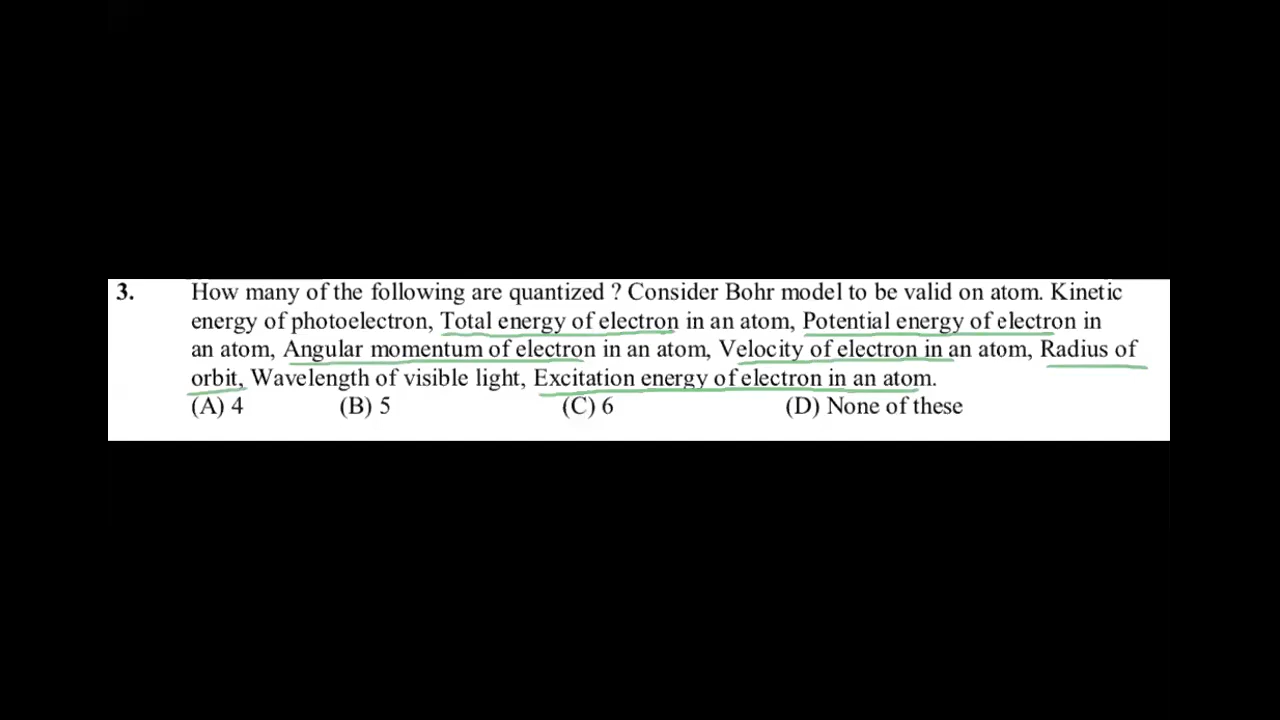 3. How many of the following are quantized ? Consider Bohr model to be valid on atom. Kinetic
energy of photoelectron, Total energy of electron in an atom, Potential energy of electron in
an atom, Angular momentum of electron in an atom, Velocity of electron in an atom, Radius of
orbit, Wavelength of visible light, Excitation energy of electron in an atom.
(A) 4 (B) 5 (C) 6 (D) None of these